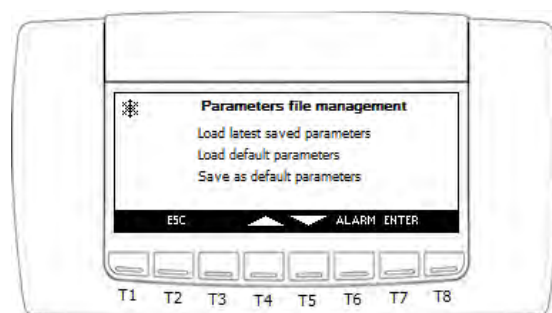 Parameters file management
Load latest saved parameters
Load default parameters
Save as default parameters
ESC ALARM ENTER
T1 T2 T3 T4 T5 T6 T7 T8